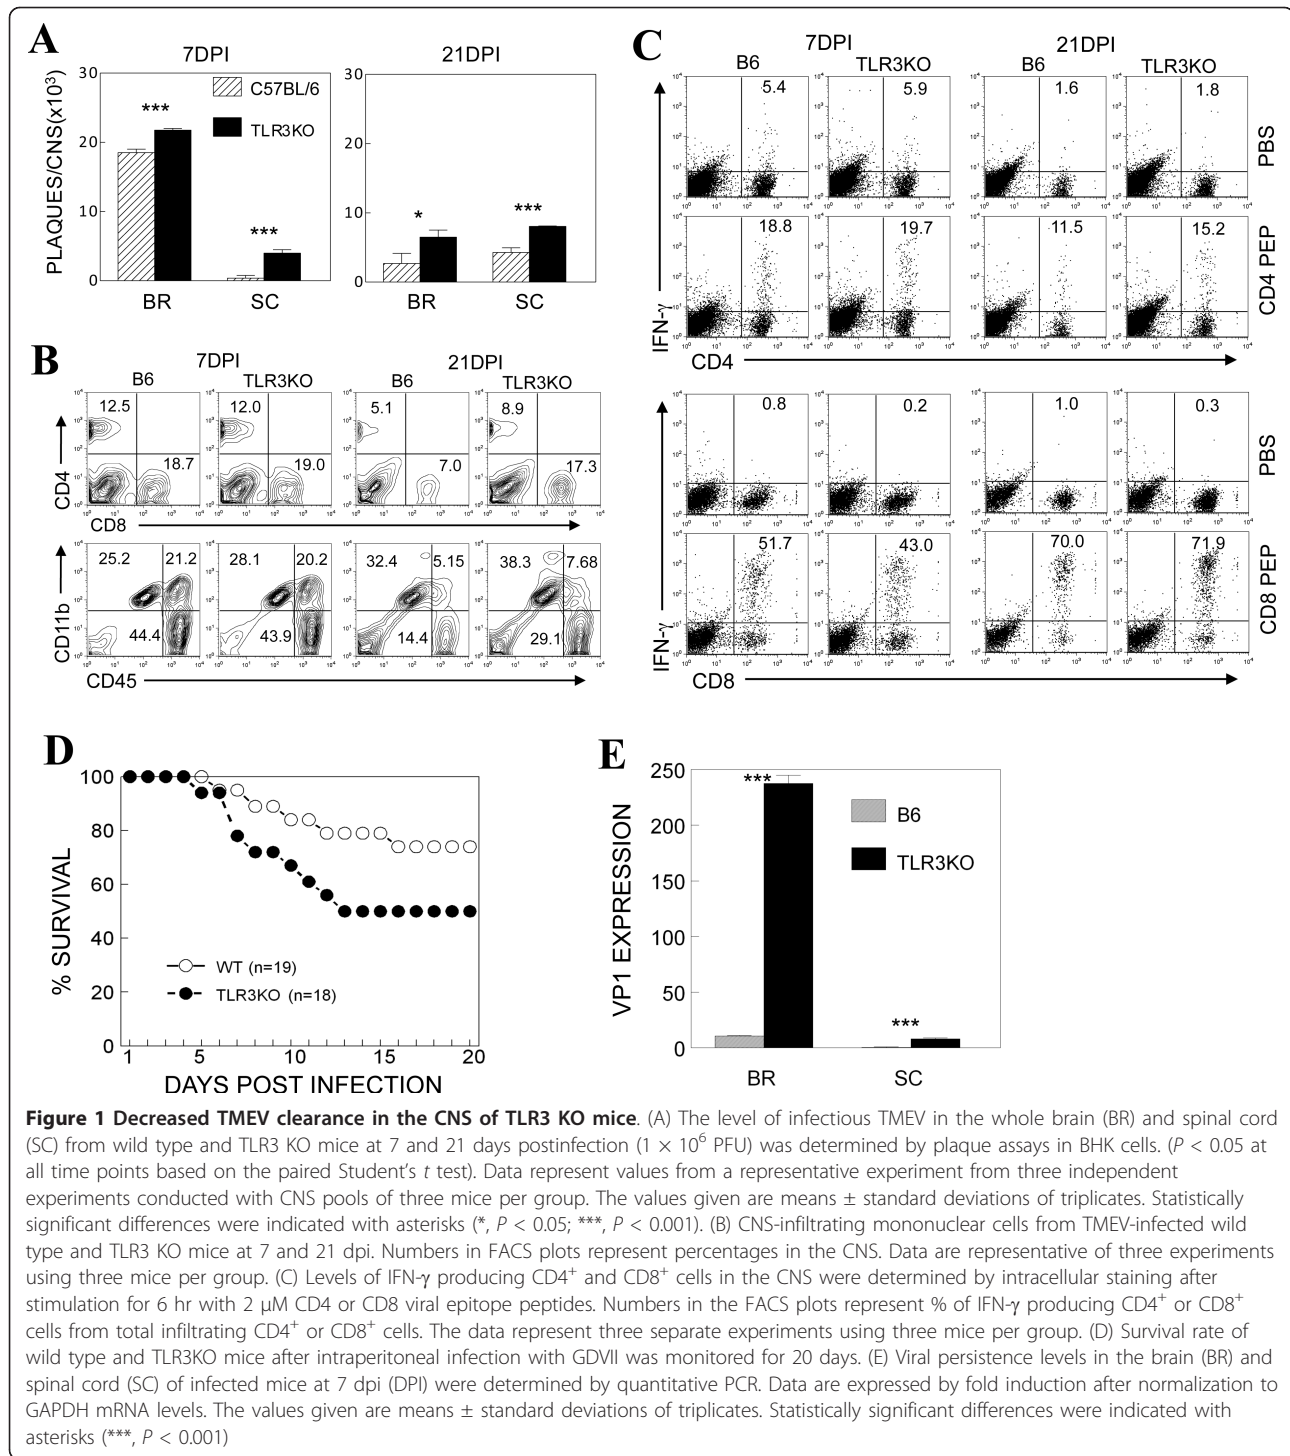 A
7DPI
21DPI
PLAQUES/CNS(x10³)
30
20
10
0
C57BL/6
TLR3KO
***
***
BR
SC
30
20
10
0
*
***
BR
SC
B
7DPI
21DPI
B6
TLR3KO
B6
TLR3KO
CD4
12.5
18.7
12.0
19.0
5.1
7.0
8.9
17.3
CD8
CD11b
25.2
21.2
44.4
28.1
20.2
43.9
32.4
5.15
14.4
38.3
7.68
29.1
CD45
C
7DPI
21DPI
B6
TLR3KO
B6
TLR3KO
5.4
5.9
1.6
1.8
PBS
18.8
19.7
11.5
15.2
CD4 PEP
IFN-γ
CD4
0.8
0.2
1.0
0.3
PBS
51.7
43.0
70.0
71.9
CD8 PEP
IFN-γ
CD8
D
% SURVIVAL
100
80
60
40
20
0
WT (n=19)
TLR3KO (n=18)
1
5
10
15
20
DAYS POST INFECTION
E
VP1 EXPRESSION
250
200
150
100
50
0
***
***
B6
TLR3KO
BR
SC
Figure 1 Decreased TMEV clearance in the CNS of TLR3 KO mice. (A) The level of infectious TMEV in the whole brain (BR) and spinal cord
(SC) from wild type and TLR3 KO mice at 7 and 21 days postinfection (1 × 10⁶ PFU) was determined by plaque assays in BHK cells. (P < 0.05 at
all time points based on the paired Student's t test). Data represent values from a representative experiment from three independent
experiments conducted with CNS pools of three mice per group. The values given are means ± standard deviations of triplicates. Statistically
significant differences were indicated with asterisks (*, P < 0.05; ***, P < 0.001). (B) CNS-infiltrating mononuclear cells from TMEV-infected wild
type and TLR3 KO mice at 7 and 21 dpi. Numbers in FACS plots represent percentages in the CNS. Data are representative of three experiments
using three mice per group. (C) Levels of IFN-γ producing CD4⁺ and CD8⁺ cells in the CNS were determined by intracellular staining after
stimulation for 6 hr with 2 μM CD4 or CD8 viral epitope peptides. Numbers in the FACS plots represent % of IFN-γ producing CD4⁺ or CD8⁺
cells from total infiltrating CD4⁺ or CD8⁺ cells. The data represent three separate experiments using three mice per group. (D) Survival rate of
wild type and TLR3KO mice after intraperitoneal infection with GDVII was monitored for 20 days. (E) Viral persistence levels in the brain (BR) and
spinal cord (SC) of infected mice at 7 dpi (DPI) were determined by quantitative PCR. Data are expressed by fold induction after normalization to
GAPDH mRNA levels. The values given are means ± standard deviations of triplicates. Statistically significant differences were indicated with
asterisks (***, P < 0.001)